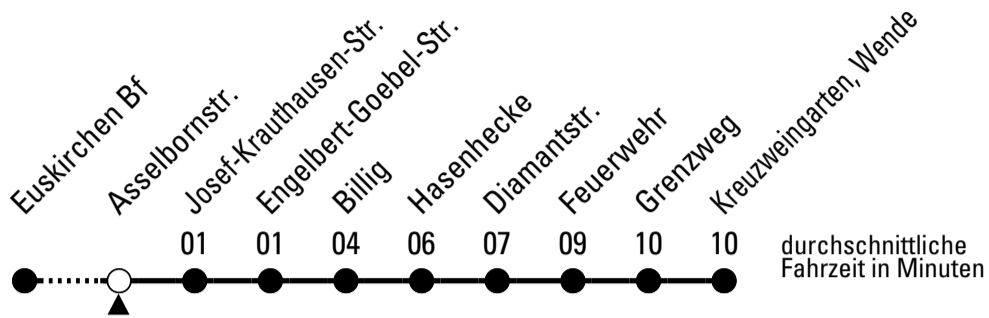 Euskirchen Bf
Asselbornstr.
Josef-Krauthausen-Str.
Engelbert-Goebel-Str.
Billig
Hasenhecke
Diamantstr.
Feuerwehr
Grenzweg
Kreuzweingarten, Wende
01 01 04 06 07 09 10 10
durchschnittliche
Fahrzeit in Minuten